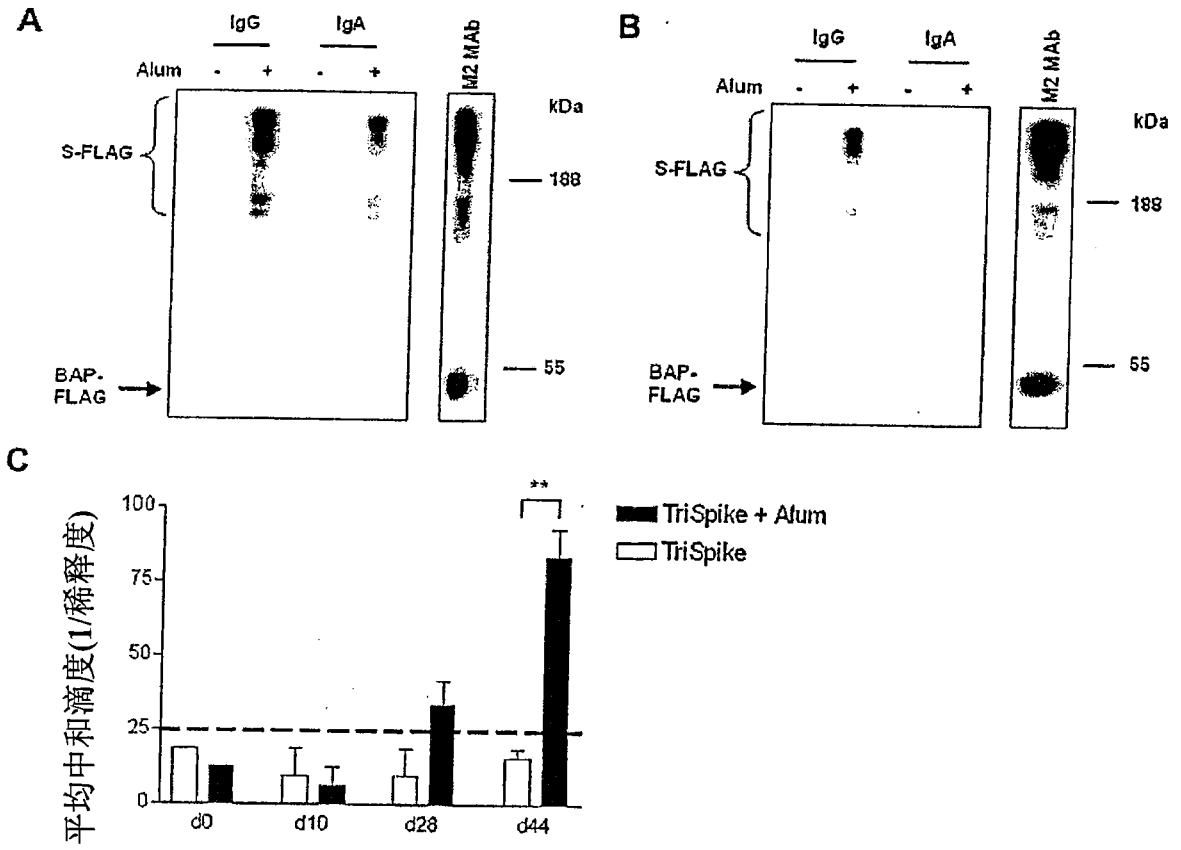 A
IgG IgA
Alum - + - +
M2 MAb
kDa
S-FLAG
188
55
BAP-
FLAG
B
IgG IgA
Alum - + - +
M2 MAb
kDa
S-FLAG
188
55
BAP-
FLAG
C
平均中和滴度(1/稀释度)
100
75
50
25
0
**
d0 d10 d28 d44
TriSpike + Alum
TriSpike